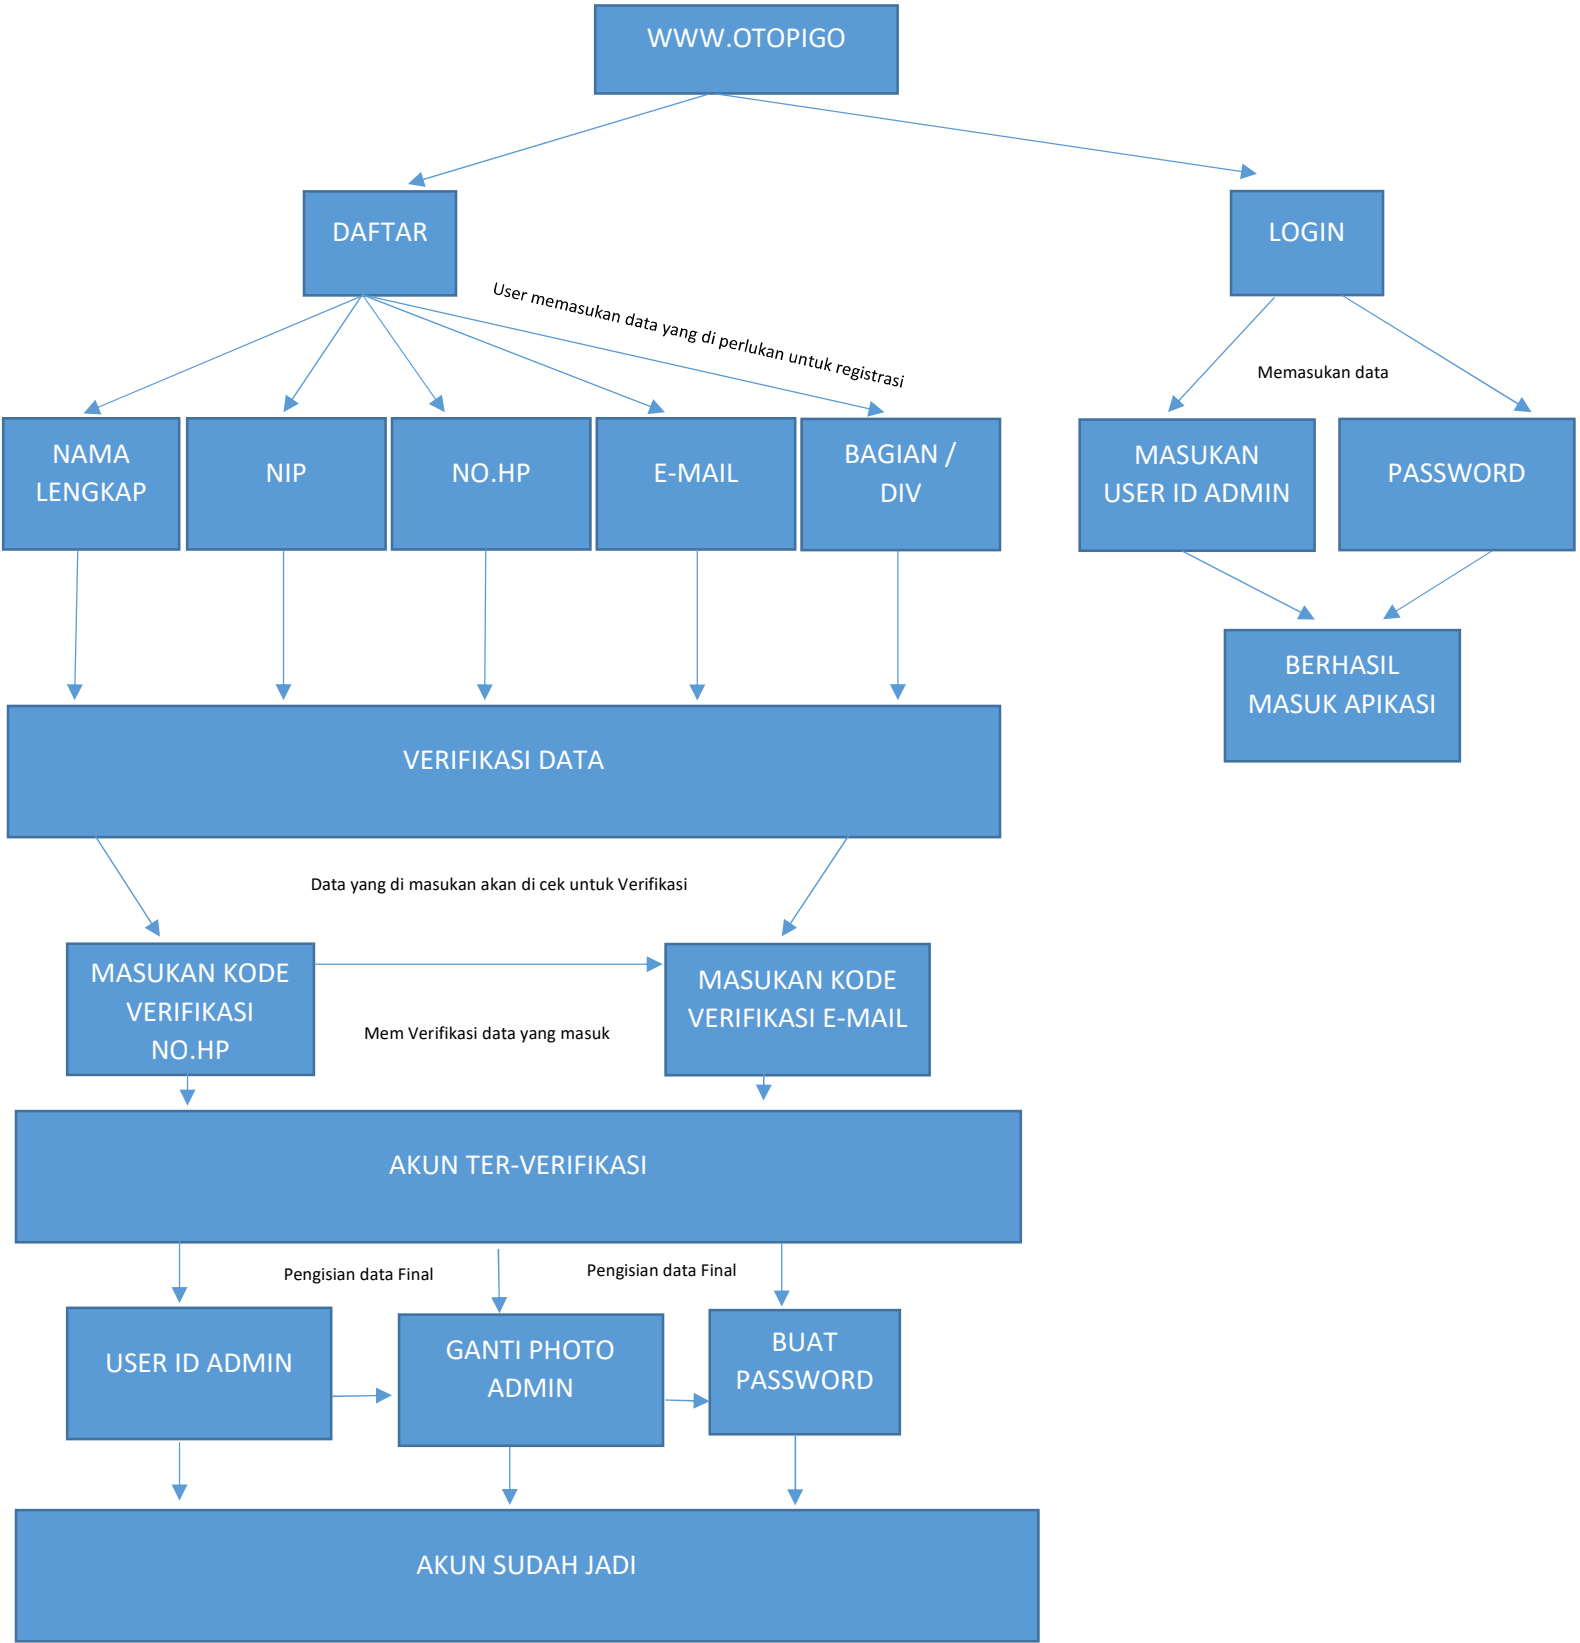 WWW.OTOPIGO
DAFTAR
LOGIN
User memasukan data yang di perlukan untuk registrasi
Memasukan data
NAMA
LENGKAP
NIP
NO.HP
E-MAIL
BAGIAN /
DIV
MASUKAN
USER ID ADMIN
PASSWORD
BERHASIL
MASUK APIKASI
VERIFIKASI DATA
Data yang di masukan akan di cek untuk Verifikasi
MASUKAN KODE
VERIFIKASI
NO.HP
MASUKAN KODE
VERIFIKASI E-MAIL
Mem Verifikasi data yang masuk
AKUN TER-VERIFIKASI
Pengisian data Final
Pengisian data Final
USER ID ADMIN
GANTI PHOTO
ADMIN
BUAT
PASSWORD
AKUN SUDAH JADI